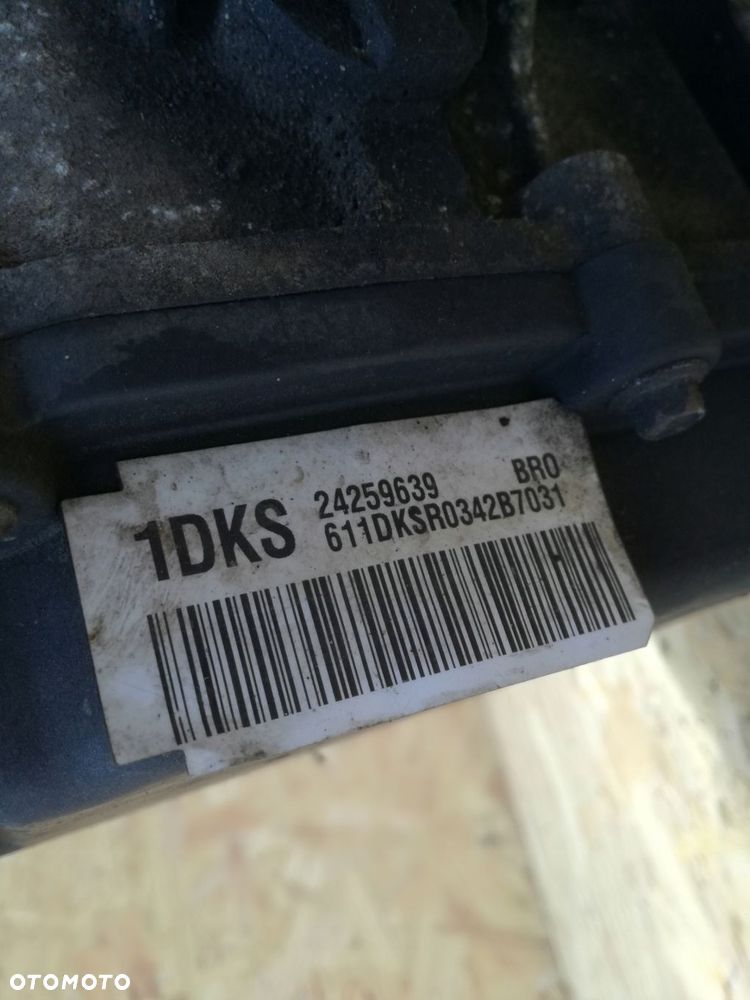 1DKS
24259639 BRO
611DKSR0342B7031
OTOMOTO